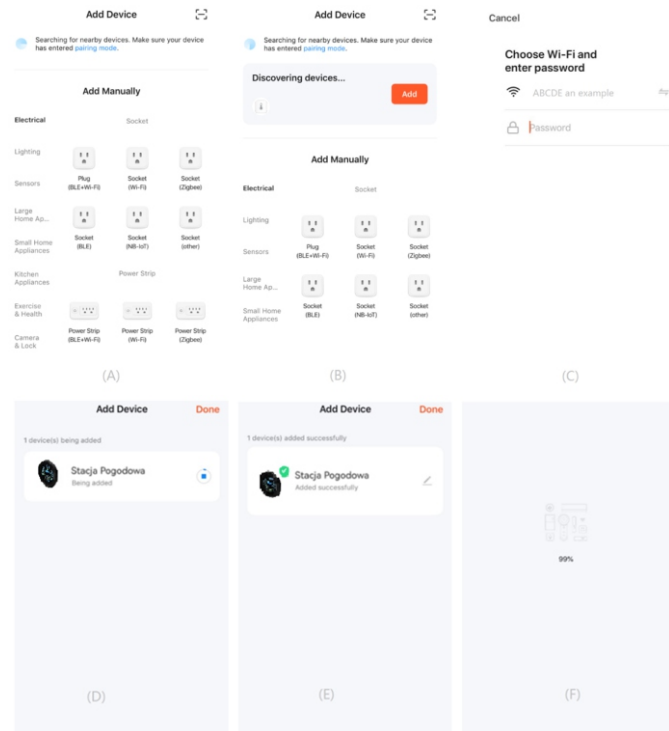 Add Device
Searching for nearby devices. Make sure your device
has entered pairing mode.
Add Manually
Electrical
Socket
Lighting
Sensors
Plug
(BLE+Wi-Fi)
Socket
(Wi-Fi)
Socket
(Zigbee)
Large
Home Ap...
Small Home
Appliances
Socket
(BLE)
Socket
(NB-IoT)
Socket
(other)
Kitchen
Appliances
Power Strip
Exercise
& Health
Camera
& Lock
Power Strip
(BLE+Wi-Fi)
Power Strip
(Wi-Fi)
Power Strip
(Zigbee)
(A)
Add Device
Searching for nearby devices. Make sure your device
has entered pairing mode.
Discovering devices...
Add
Add Manually
Electrical
Socket
Lighting
Sensors
Plug
(BLE+Wi-Fi)
Socket
(Wi-Fi)
Socket
(Zigbee)
Large
Home Ap...
Small Home
Appliances
Socket
(BLE)
Socket
(NB-IoT)
Socket
(other)
(B)
Cancel
Choose Wi-Fi and
enter password
ABCDE an example
Password
(C)
Add Device
Done
1 device(s) being added
Stacja Pogodowa
Being added
(D)
Add Device
Done
1 device(s) added successfully
Stacja Pogodowa
Added successfully
(E)
99%
(F)